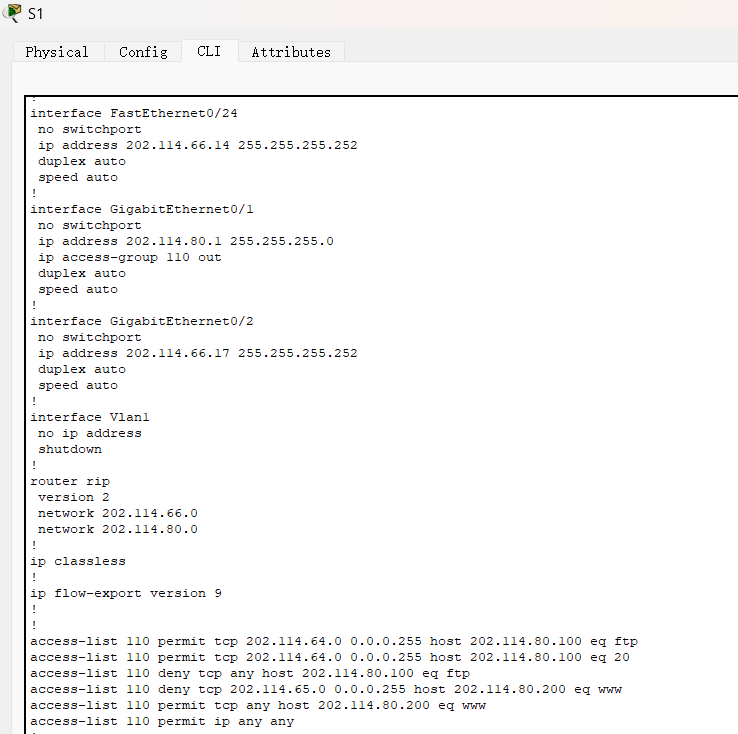 S1
Physical Config CLI Attributes
!
interface FastEthernet0/24
no switchport
ip address 202.114.66.14 255.255.255.252
duplex auto
speed auto
!
interface GigabitEthernet0/1
no switchport
ip address 202.114.80.1 255.255.255.0
ip access-group 110 out
duplex auto
speed auto
!
interface GigabitEthernet0/2
no switchport
ip address 202.114.66.17 255.255.255.252
duplex auto
speed auto
!
interface Vlan1
no ip address
shutdown
!
router rip
version 2
network 202.114.66.0
network 202.114.80.0
!
ip classless
!
ip flow-export version 9
!
!
access-list 110 permit tcp 202.114.64.0 0.0.0.255 host 202.114.80.100 eq ftp
access-list 110 permit tcp 202.114.64.0 0.0.0.255 host 202.114.80.100 eq 20
access-list 110 deny tcp any host 202.114.80.100 eq ftp
access-list 110 deny tcp 202.114.65.0 0.0.0.255 host 202.114.80.200 eq www
access-list 110 permit tcp any host 202.114.80.200 eq www
access-list 110 permit ip any any